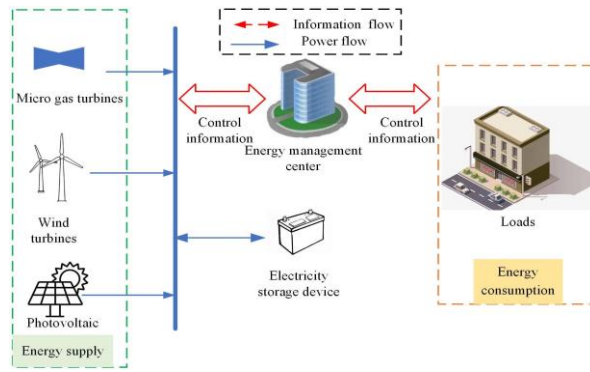 Information flow
Power flow
Micro gas turbines
Control
information
Energy management
center
Control
information
Wind
turbines
Loads
Electricity
storage device
Energy
consumption
Photovoltaic
Energy supply